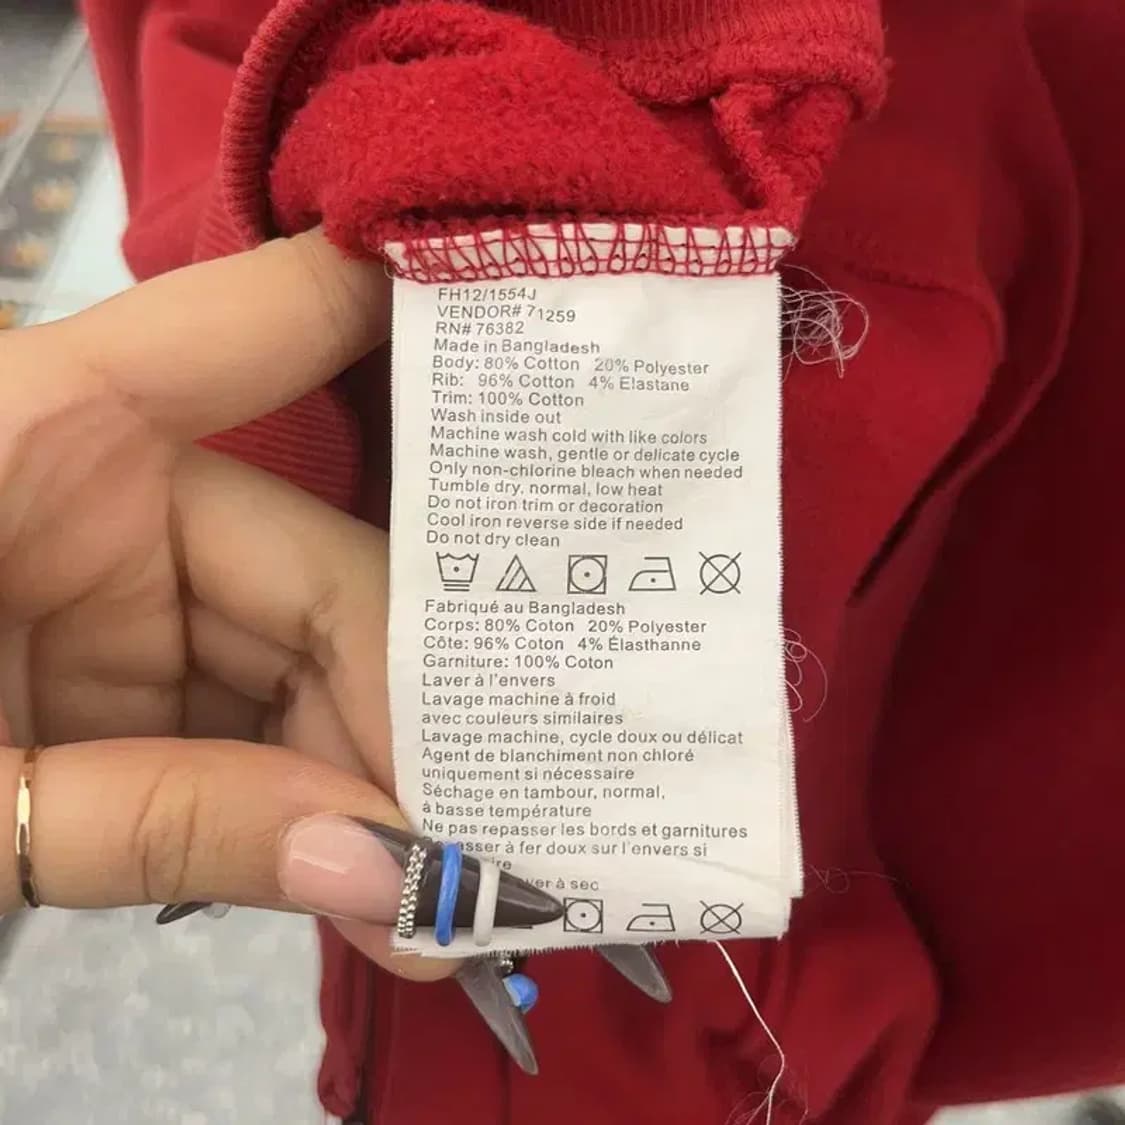 FH12/1554J
VENDOR# 71259
RN# 76382
Made in Bangladesh
Body: 80% Cotton 20% Polyester
Rib: 96% Cotton 4% Elastane
Trim: 100% Cotton
Wash inside out
Machine wash cold with like colors
Machine wash, gentle or delicate cycle
Only non-chlorine bleach when needed
Tumble dry, normal, low heat
Do not iron trim or decoration
Cool iron reverse side if needed
Do not dry clean
Fabriqué au Bangladesh
Corps: 80% Coton 20% Polyester
Côte: 96% Coton 4% Élasthanne
Garniture: 100% Coton
Laver à l'envers
Lavage machine à froid
avec couleurs similaires
Lavage machine, cycle doux ou délicat
Agent de blanchiment non chloré
uniquement si nécessaire
Séchage en tambour, normal,
à basse température
Ne pas repasser les bords et garnitures
à fer doux sur l'envers si
à sec